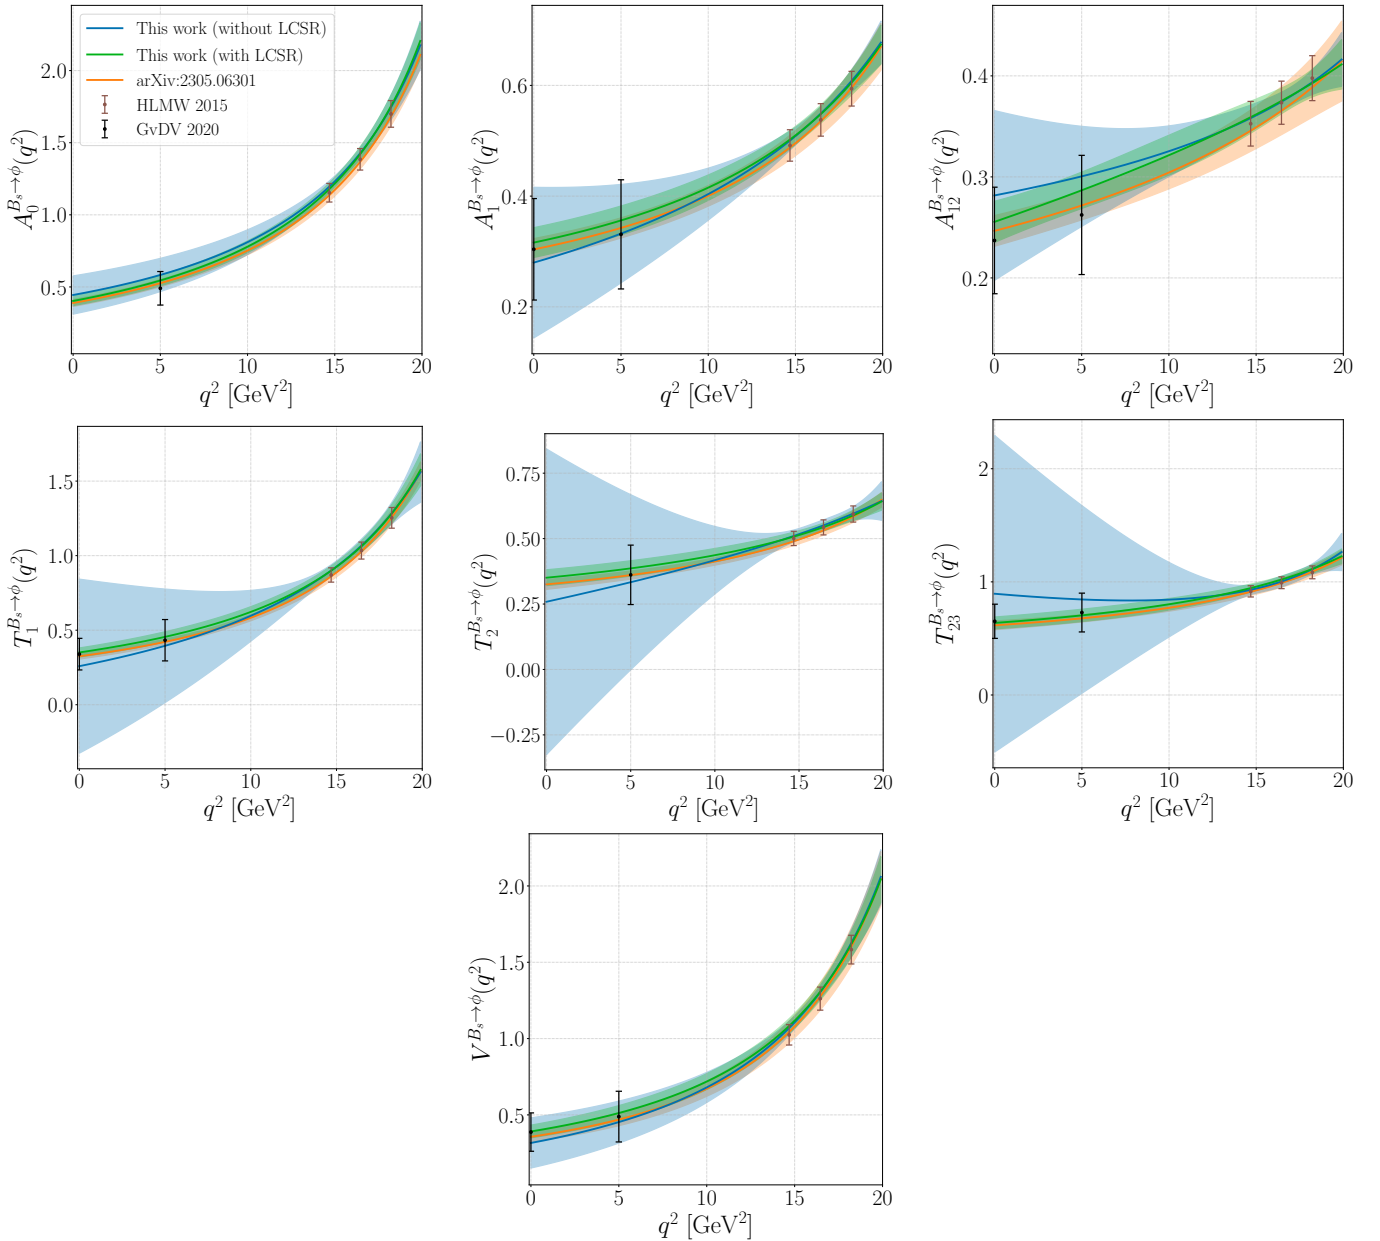 This work (without LCSR)
This work (with LCSR)
arXiv:2305.06301
HLMW 2015
GvDV 2020
A_0^{B_s→ϕ}(q^2)
2.0
1.5
1.0
0.5
0 5 10 15 20
q^2 [GeV^2]
A_1^{B_s→ϕ}(q^2)
0.6
0.4
0.2
0 5 10 15 20
q^2 [GeV^2]
A_{12}^{B_s→ϕ}(q^2)
0.4
0.3
0.2
0 5 10 15 20
q^2 [GeV^2]
T_1^{B_s→ϕ}(q^2)
1.5
1.0
0.5
0.0
0 5 10 15 20
q^2 [GeV^2]
T_2^{B_s→ϕ}(q^2)
0.75
0.50
0.25
0.00
−0.25
0 5 10 15 20
q^2 [GeV^2]
T_{23}^{B_s→ϕ}(q^2)
2
1
0
0 5 10 15 20
q^2 [GeV^2]
V^{B_s→ϕ}(q^2)
2.0
1.5
1.0
0.5
0 5 10 15 20
q^2 [GeV^2]